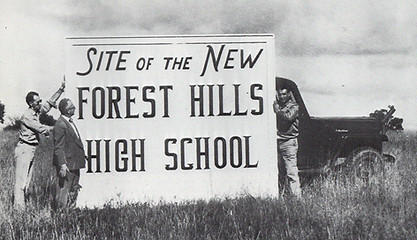 SITE OF THE NEW
FOREST HILLS
HIGH SCHOOL